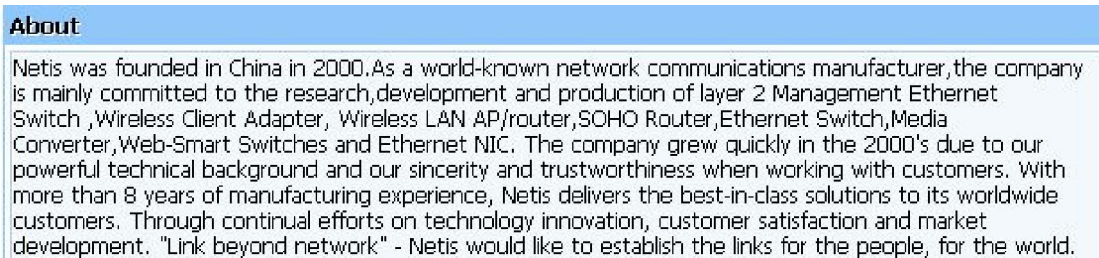 About
Netis was founded in China in 2000.As a world-known network communications manufacturer,the company
is mainly committed to the research,development and production of layer 2 Management Ethernet
Switch ,Wireless Client Adapter, Wireless LAN AP/router,SOHO Router,Ethernet Switch,Media
Converter,Web-Smart Switches and Ethernet NIC. The company grew quickly in the 2000's due to our
powerful technical background and our sincerity and trustworthiness when working with customers. With
more than 8 years of manufacturing experience, Netis delivers the best-in-class solutions to its worldwide
customers. Through continual efforts on technology innovation, customer satisfaction and market
development. "Link beyond network" - Netis would like to establish the links for the people, for the world.